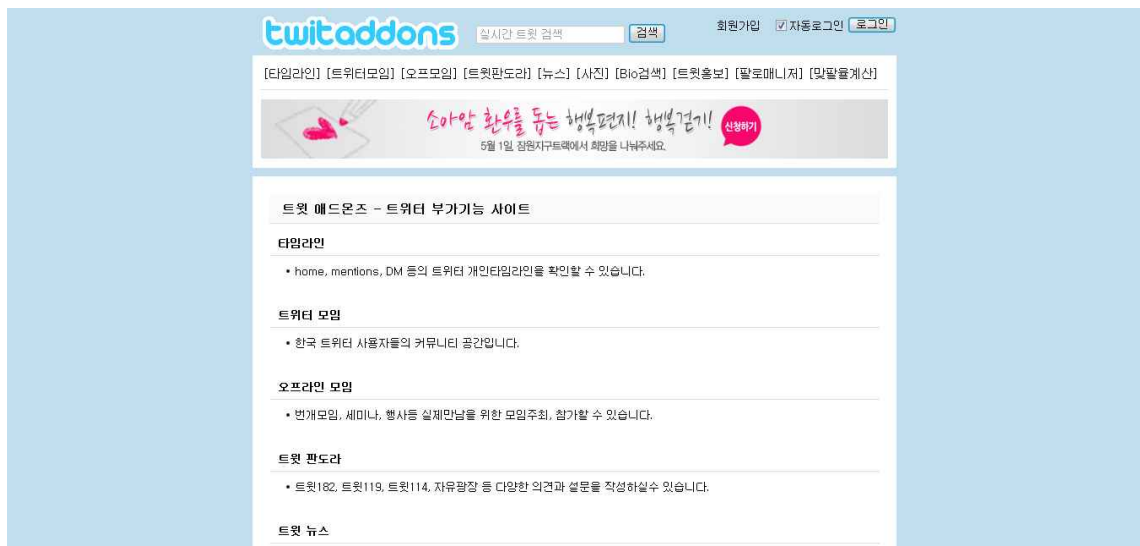 twitaddons
실시간 트윗 검색
검색
회원가입
자동로그인
로그인
[타임라인] [트위터모임] [오프모임] [트윗판도라] [뉴스] [사진] [Bio검색] [트윗홍보] [팔로매니저] [맞팔율계산]
소아암 환우를 돕는 행복편지! 행복걷기!
신청하기
5월 1일, 잠원지구트랙에서 희망을 나눠주세요.
트윗 애드온즈 - 트위터 부가기능 사이트
타임라인
• home, mentions, DM 등의 트위터 개인타임라인을 확인할 수 있습니다.
트위터 모임
• 한국 트위터 사용자들의 커뮤니티 공간입니다.
오프라인 모임
• 번개모임, 세미나, 행사등 실제만남을 위한 모임주최, 참가할 수 있습니다.
트윗 판도라
• 트윗182, 트윗119, 트윗114, 자유광장 등 다양한 의견과 설문을 작성하실수 있습니다.
트윗 뉴스